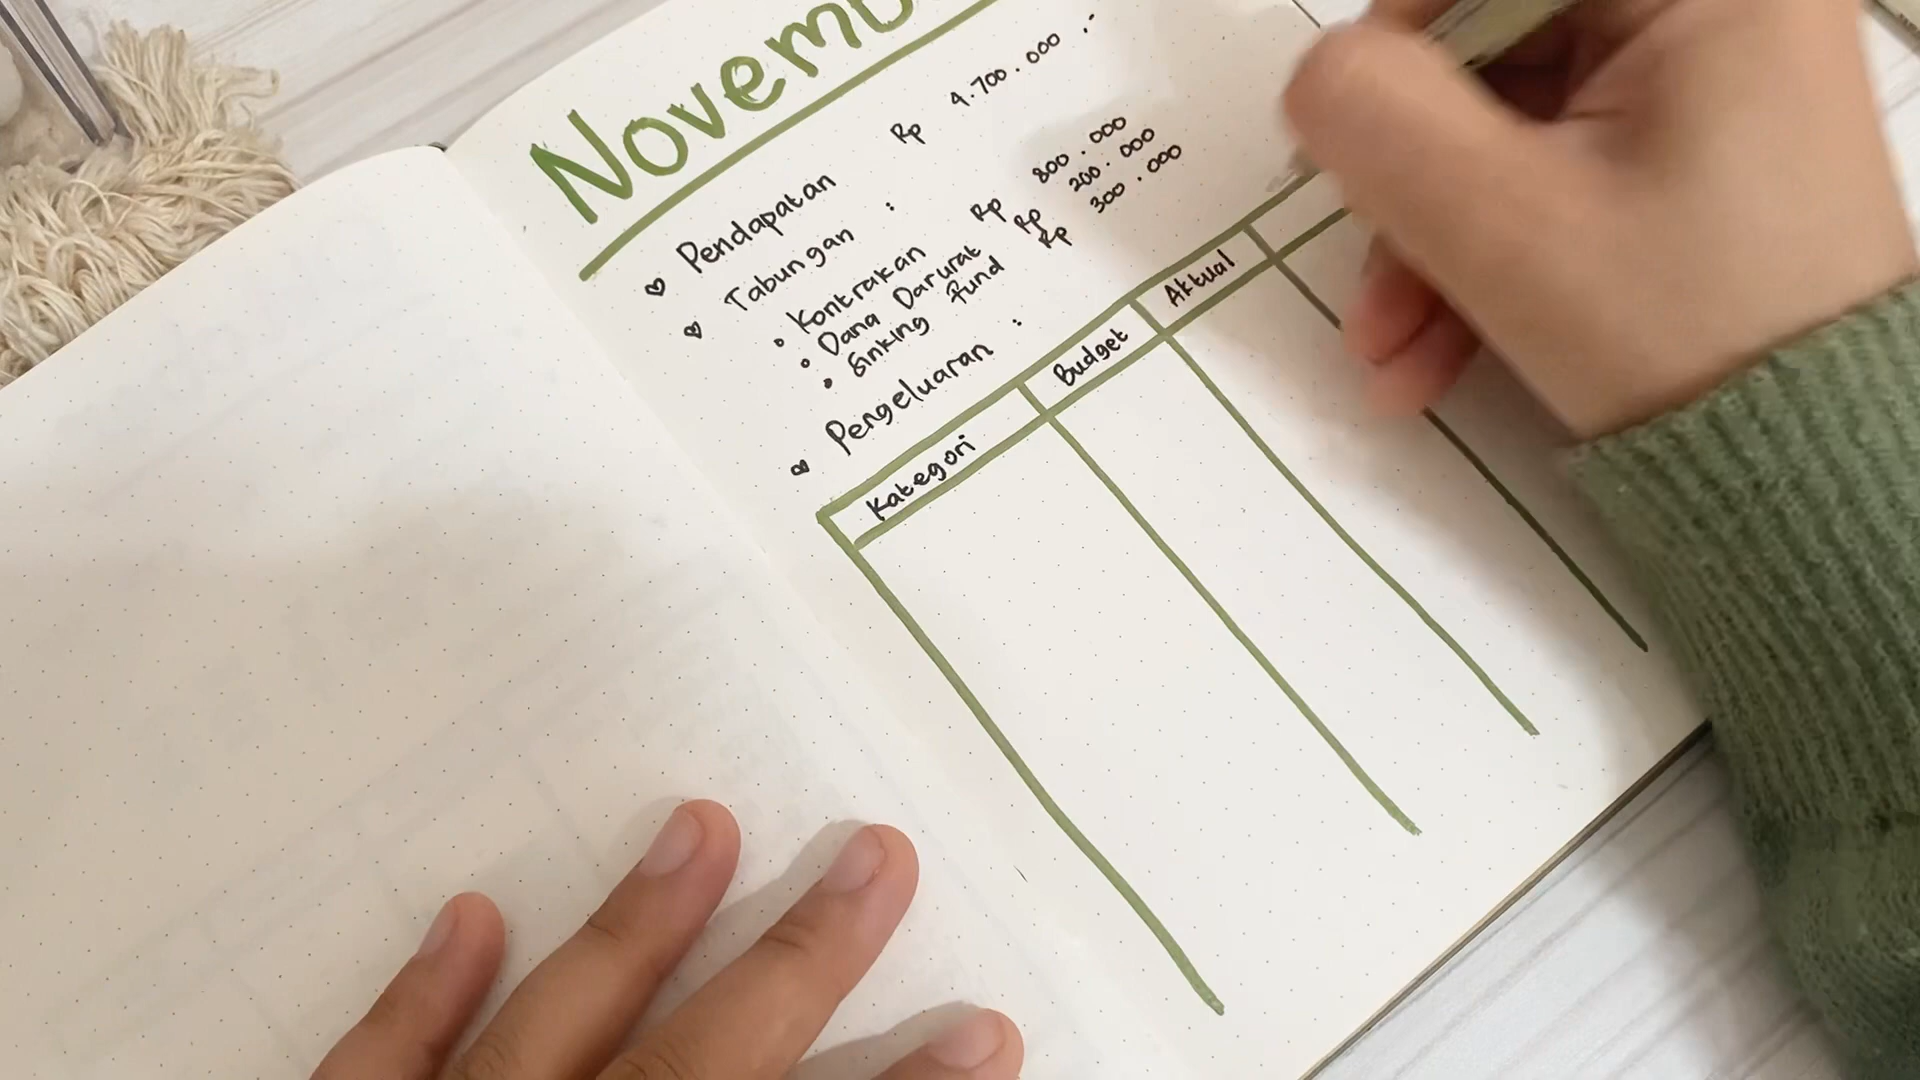 Novemb
Pendapatan Rp 4.700.000 ,-
Tabungan :
• Kontrakan Rp 800.000
• Dana Darurat Rp 200.000
• Sinking Fund Rp 300.000
Pengeluaran :
Kategori Budget Aktual